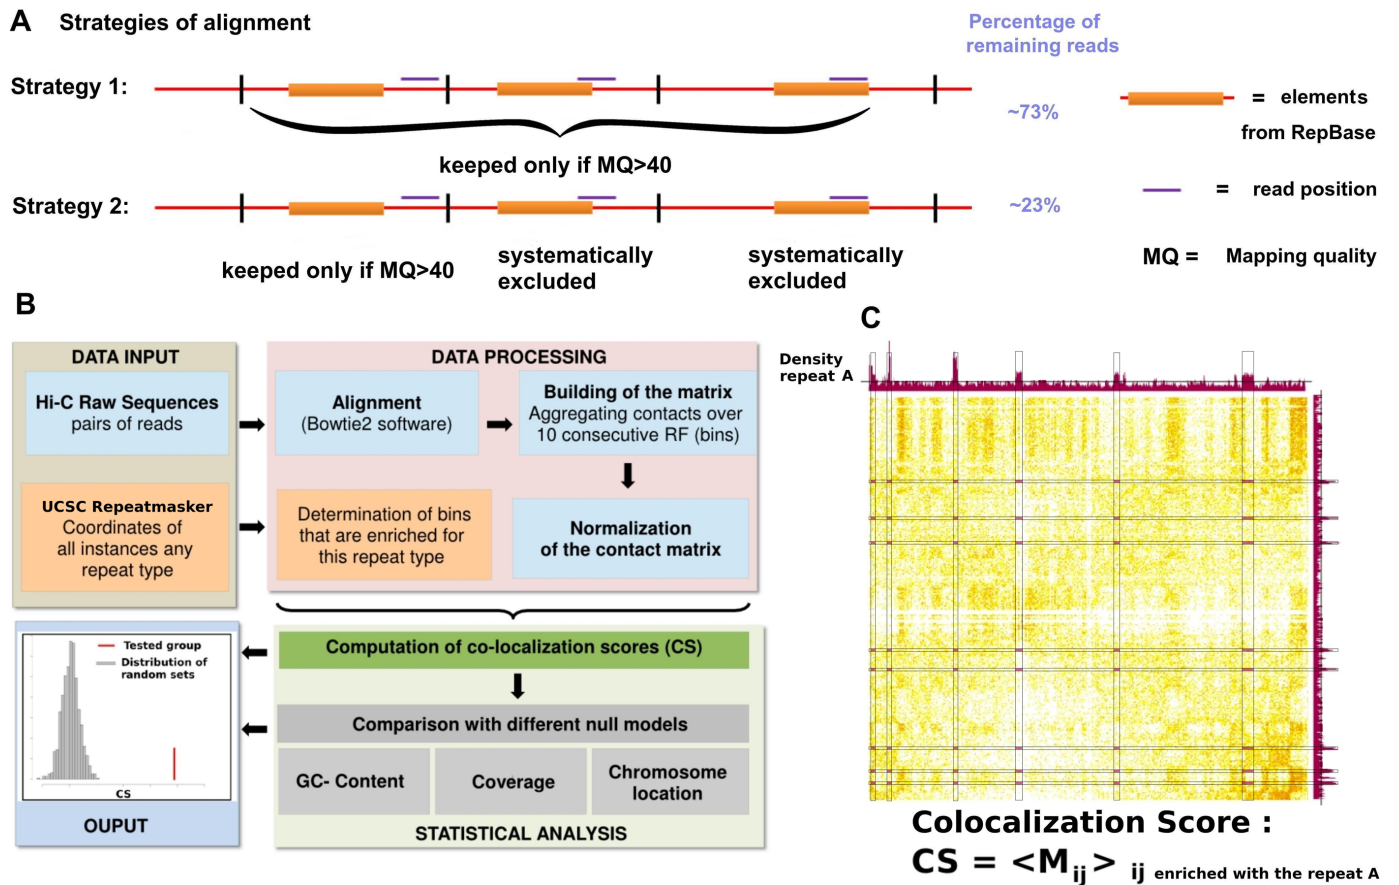 A
Strategies of alignment
Percentage of
remaining reads
Strategy 1:
~73%
= elements
from RepBase
keeped only if MQ>40
Strategy 2:
~23%
= read position
keeped only if MQ>40
systematically
excluded
systematically
excluded
MQ = Mapping quality
B
DATA INPUT
Hi-C Raw Sequences
pairs of reads
UCSC Repeatmasker
Coordinates of
all instances any
repeat type
DATA PROCESSING
Alignment
(Bowtie2 software)
Building of the matrix
Aggregating contacts over
10 consecutive RF (bins)
Determination of bins
that are enriched for
this repeat type
Normalization
of the contact matrix
Computation of co-localization scores (CS)
Comparison with different null models
GC- Content
Coverage
Chromosome
location
STATISTICAL ANALYSIS
Tested group
Distribution of
random sets
CS
OUPUT
C
Density
repeat A
Colocalization Score :
CS = <Mij> ij enriched with the repeat A